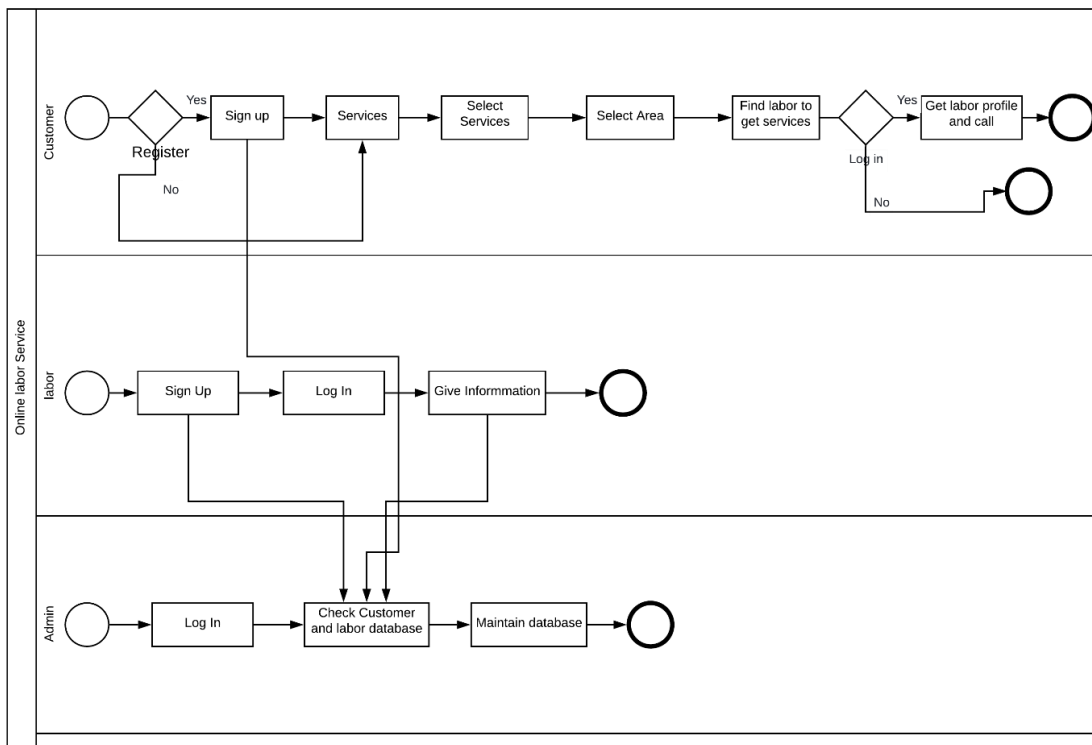 Online labor Service
Customer
Register
Yes
No
Sign up
Services
Select
Services
Select Area
Find labor to
get services
Log in
Yes
No
Get labor profile
and call
labor
Sign Up
Log In
Give Informmation
Admin
Log In
Check Customer
and labor database
Maintain database